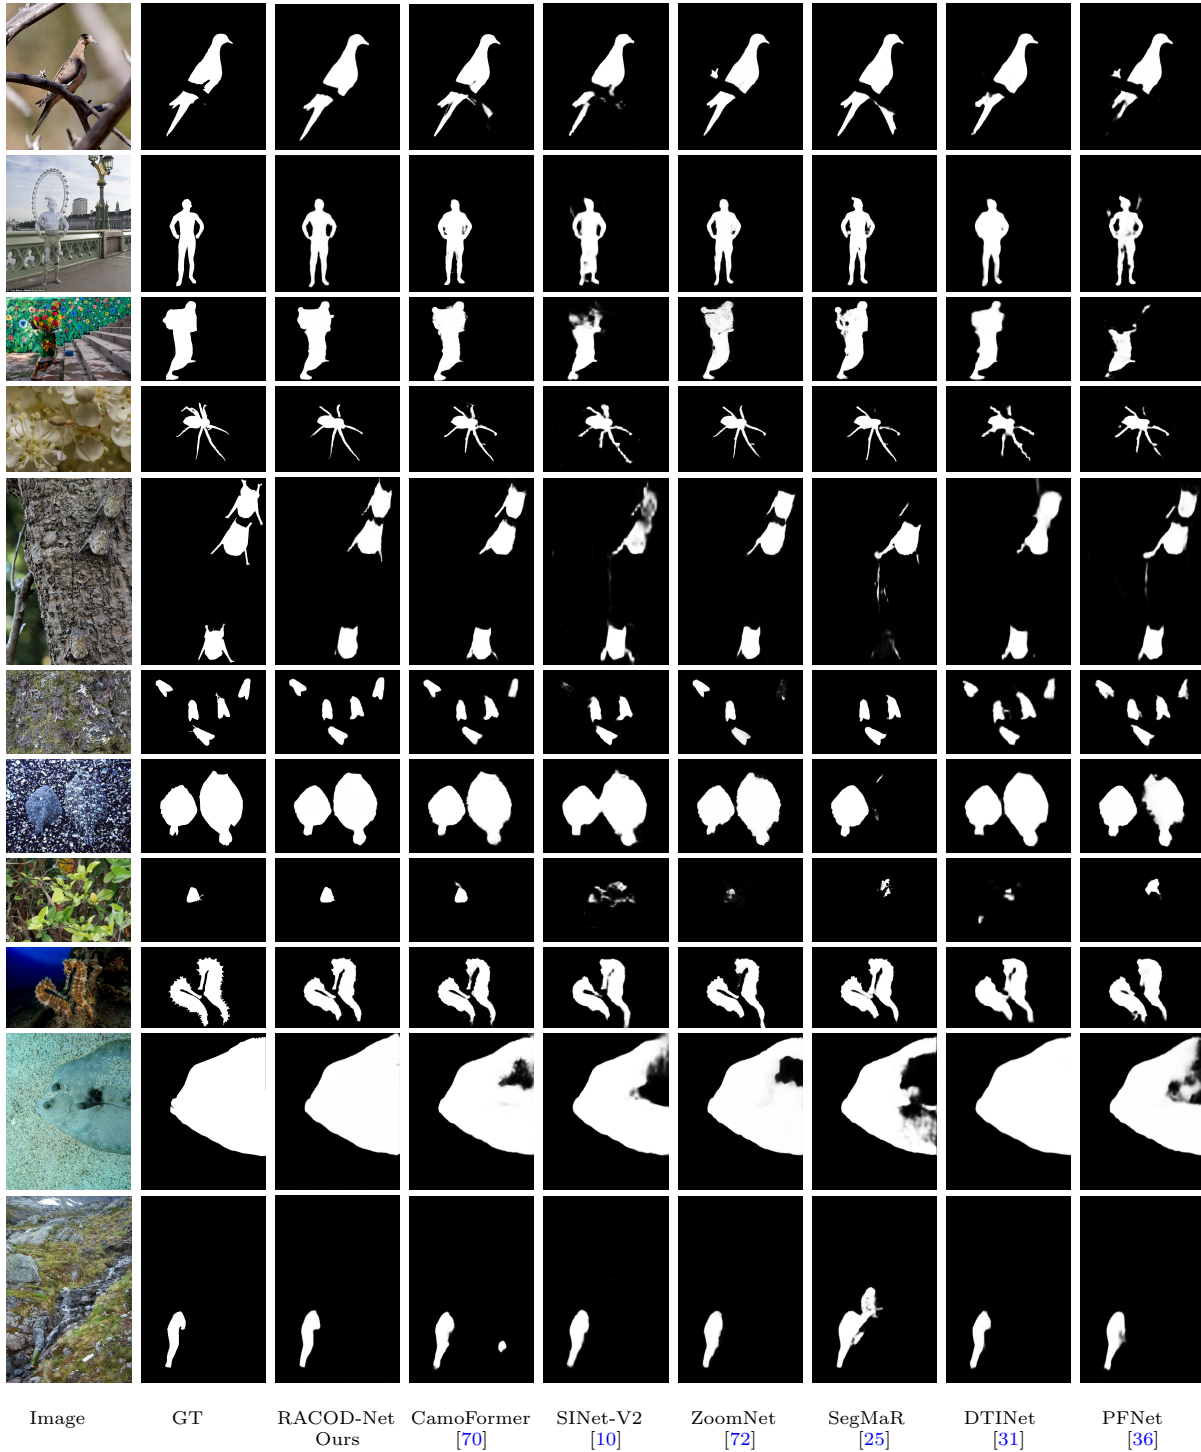 Image GT RACOD-Net CamoFormer SINet-V2 ZoomNet SegMaR DTINet PFNet
Ours [70] [10] [72] [25] [31] [36]